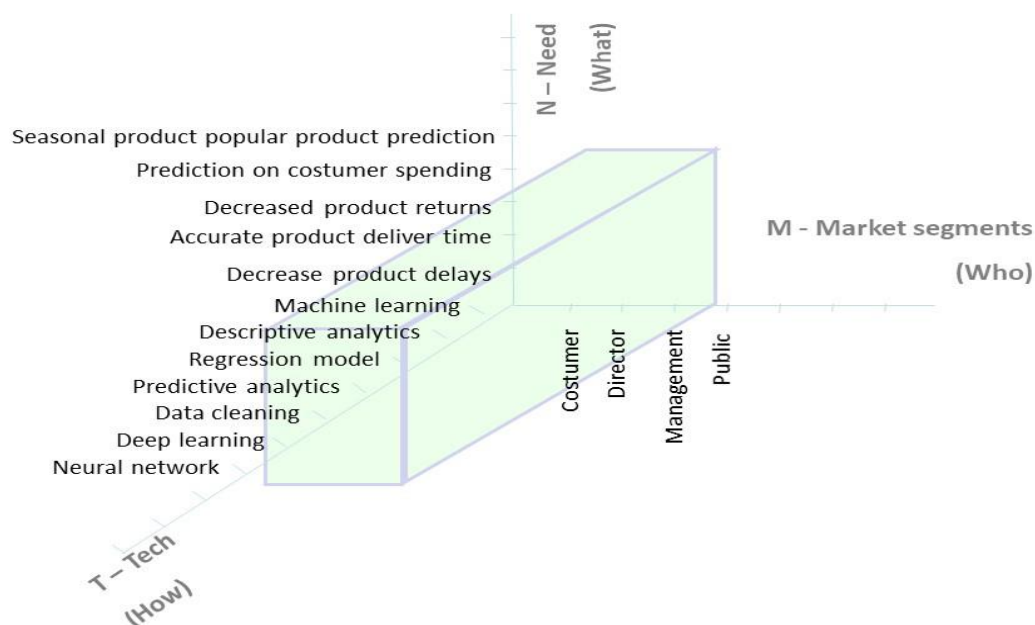 N – Need
(What)
Seasonal product popular product prediction
Prediction on costumer spending
Decreased product returns
Accurate product deliver time
Decrease product delays
M - Market segments
(Who)
Machine learning
Descriptive analytics
Regression model
Predictive analytics
Data cleaning
Deep learning
Neural network
Costumer
Director
Management
Public
T – Tech
(How)